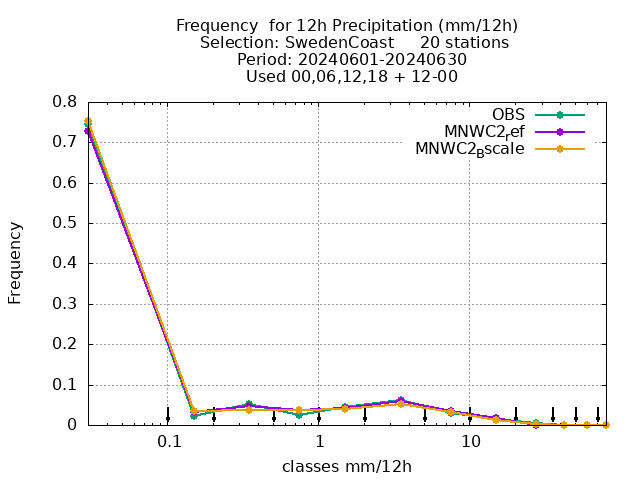 Frequency  for 12h Precipitation (mm/12h)
Selection: SwedenCoast     20 stations
Period: 20240601-20240630
Used 00,06,12,18 + 12-00
OBS
MNWC2ref
MNWC2Bscale
0.8
0.7
0.6
0.5
0.4
0.3
0.2
0.1
0
Frequency
0.1
1
10
classes mm/12h